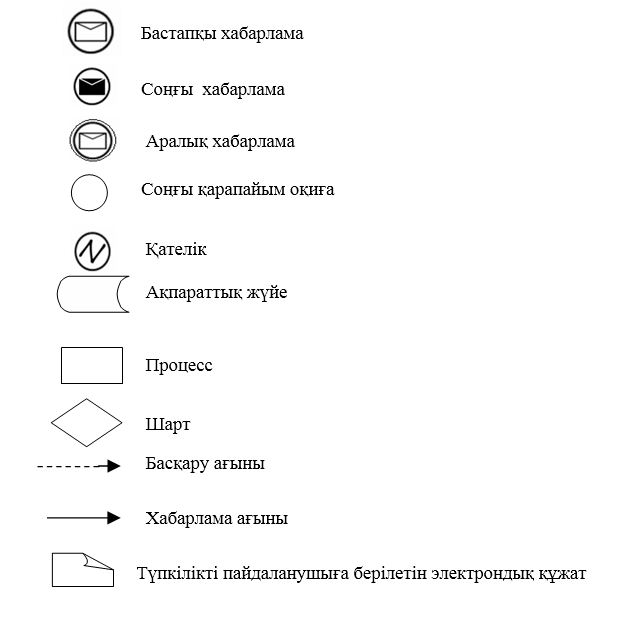 Бастапқы хабарлама
Соңғы хабарлама
Аралық хабарлама
Соңғы қарапайым оқиға
Қателік
Ақпараттық жүйе
Процесс
Шарт
Басқару ағыны
Хабарлама ағыны
Түпкілікті пайдаланушыға берілетін электрондық құжат